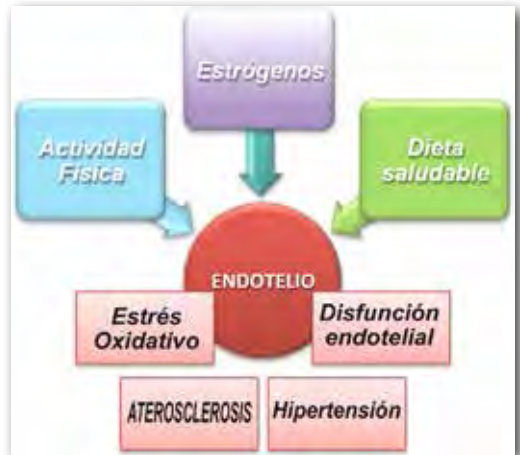 Estrógenos
Actividad
Física
Dieta
saludable
ENDOTELIO
Estrés
Oxidativo
Disfunción
endotelial
ATEROSCLEROSIS
Hipertensión